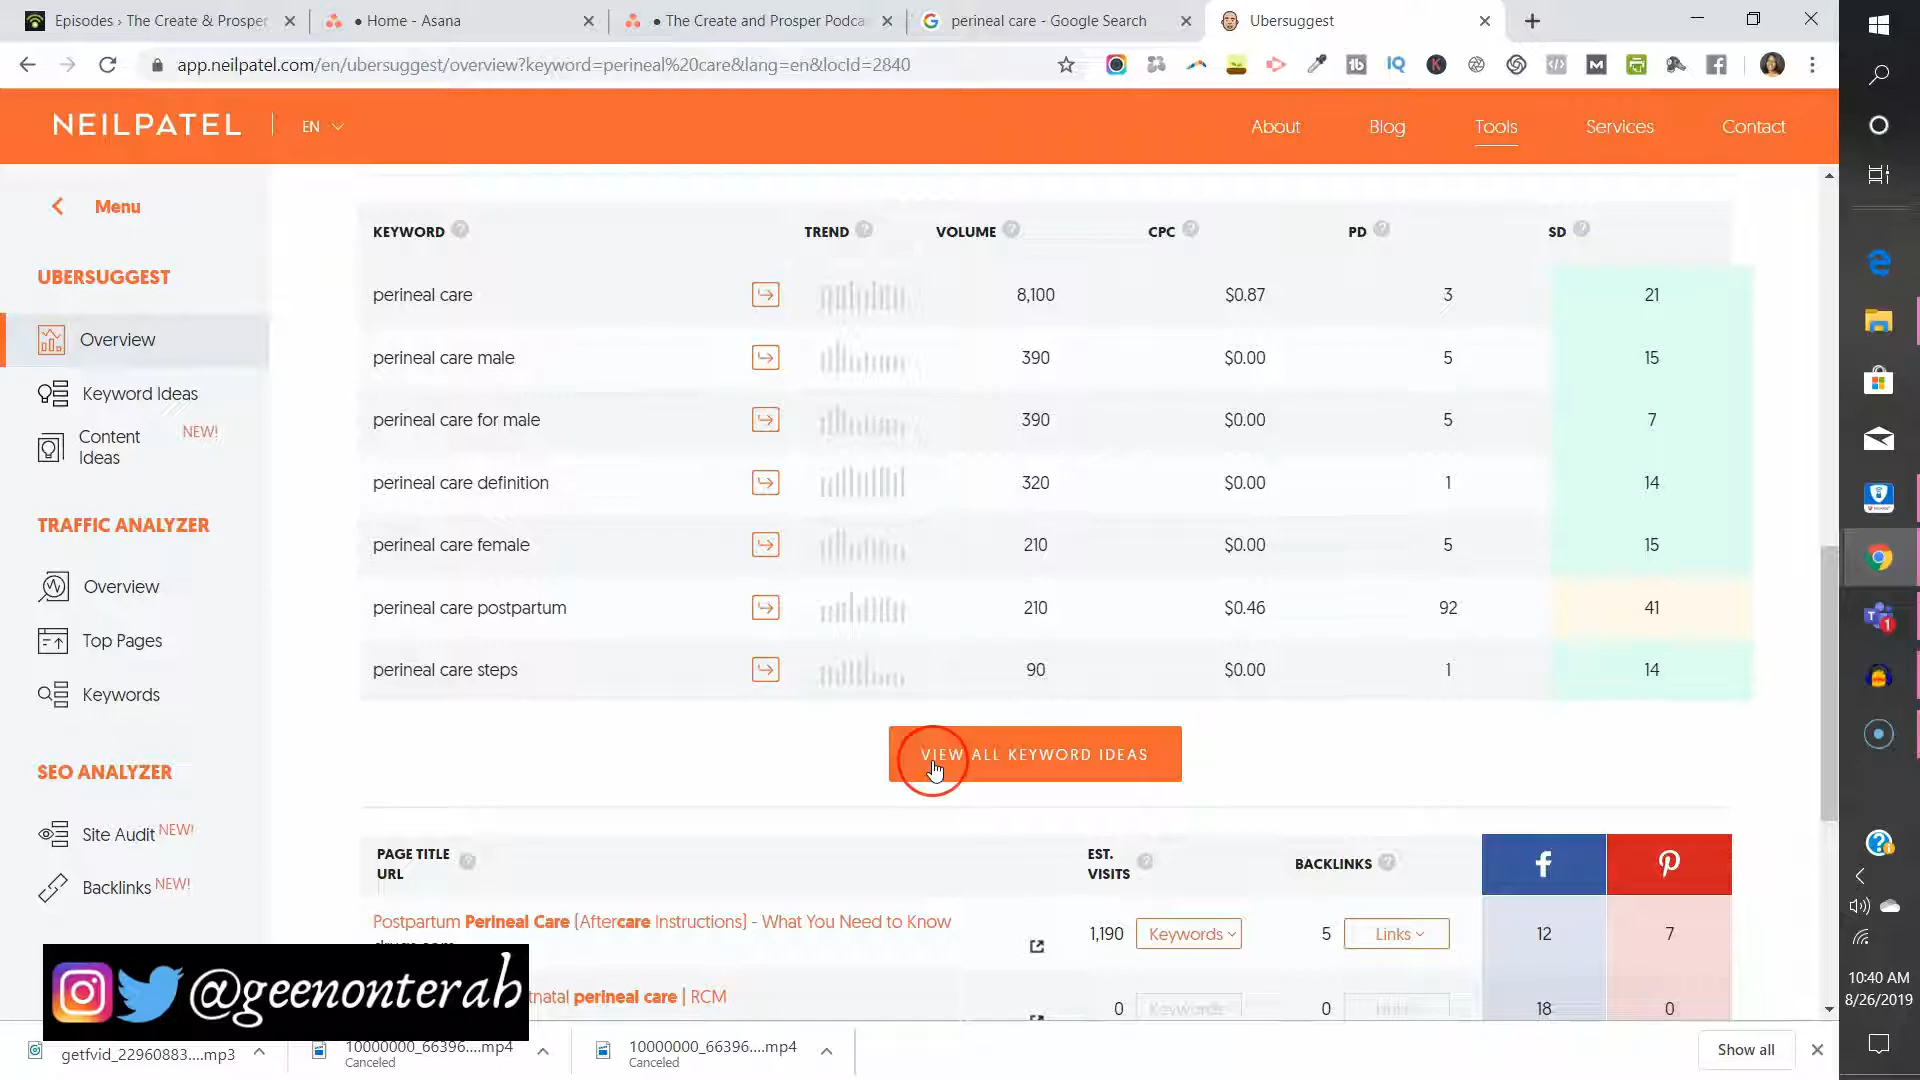 Episodes › The Create & Prosper
• Home - Asana
• The Create and Prosper Podca
perineal care - Google Search
Ubersuggest
app.neilpatel.com/en/ubersuggest/overview?keyword=perineal%20care&lang=en&locId=2840
NEILPATEL
EN
About
Blog
Tools
Services
Contact
Menu
UBERSUGGEST
Overview
Keyword Ideas
Content Ideas
NEW!
TRAFFIC ANALYZER
Overview
Top Pages
Keywords
SEO ANALYZER
Site Audit NEW!
Backlinks NEW!
KEYWORD TREND VOLUME CPC PD SD
perineal care 8,100 $0.87 3 21
perineal care male 390 $0.00 5 15
perineal care for male 390 $0.00 5 7
perineal care definition 320 $0.00 1 14
perineal care female 210 $0.00 5 15
perineal care postpartum 210 $0.46 92 41
perineal care steps 90 $0.00 1 14
VIEW ALL KEYWORD IDEAS
PAGE TITLE
URL
EST. VISITS
BACKLINKS
Postpartum Perineal Care (Aftercare Instructions) - What You Need to Know
1,190 Keywords 5 Links 12 7
tnatal perineal care | RCM
0 Keywords 0 18 0
@geenonterah
getfvid_22960883....mp3
10000000_66396....mp4
Canceled
10000000_66396....mp4
Canceled
Show all
10:40 AM
8/26/2019